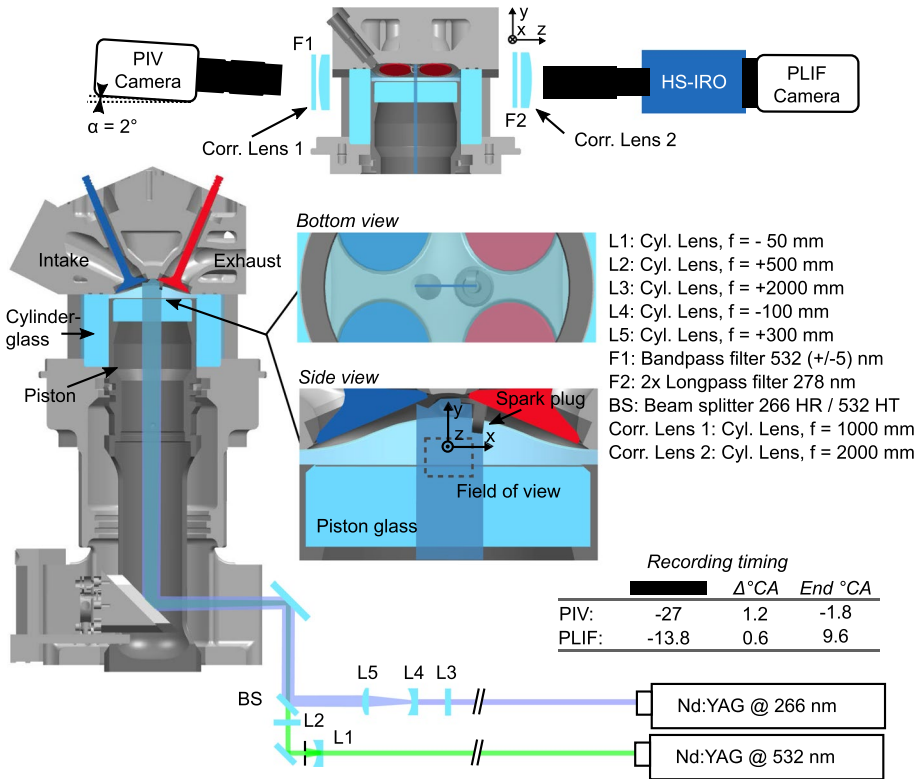 PIV
Camera
α = 2°
F1
Corr. Lens 1
y
x z
F2
Corr. Lens 2
HS-IRO
PLIF
Camera
Intake
Exhaust
Cylinder-
glass
Piston
Bottom view
Side view
Spark plug
y
z x
Field of view
Piston glass
L1: Cyl. Lens, f = - 50 mm
L2: Cyl. Lens, f = +500 mm
L3: Cyl. Lens, f = +2000 mm
L4: Cyl. Lens, f = -100 mm
L5: Cyl. Lens, f = +300 mm
F1: Bandpass filter 532 (+/-5) nm
F2: 2x Longpass filter 278 nm
BS: Beam splitter 266 HR / 532 HT
Corr. Lens 1: Cyl. Lens, f = 1000 mm
Corr. Lens 2: Cyl. Lens, f = 2000 mm
Recording timing
Δ°CA End °CA
PIV: -27 1.2 -1.8
PLIF: -13.8 0.6 9.6
BS
L5 L4 L3
L2
L1
Nd:YAG @ 266 nm
Nd:YAG @ 532 nm